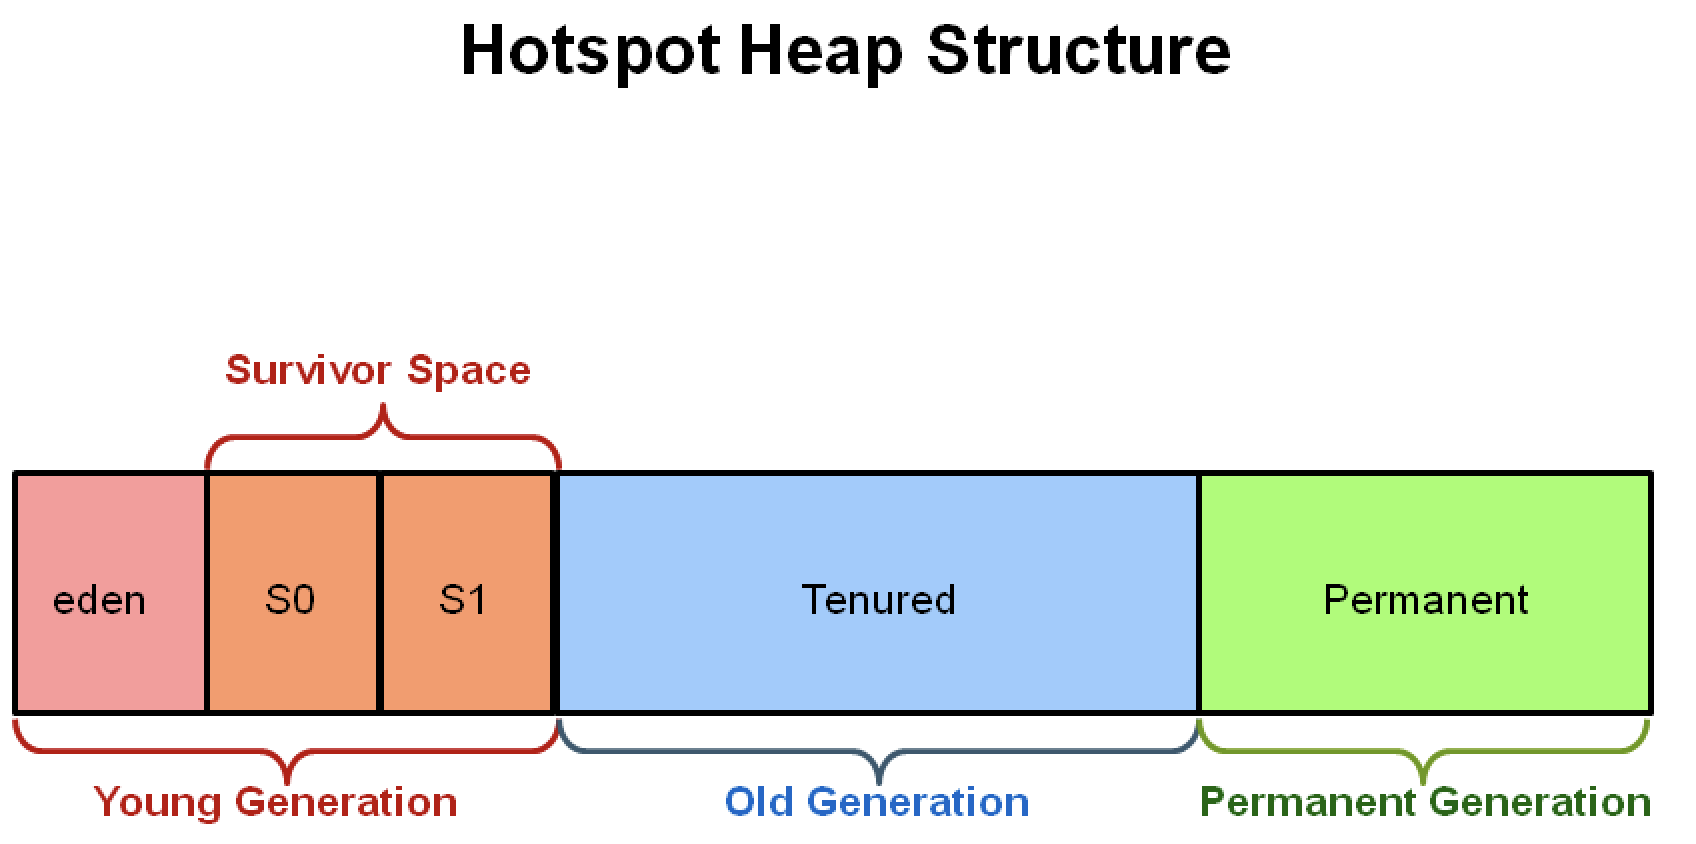 Hotspot Heap Structure
Survivor Space
eden
S0
S1
Tenured
Permanent
Young Generation
Old Generation
Permanent Generation